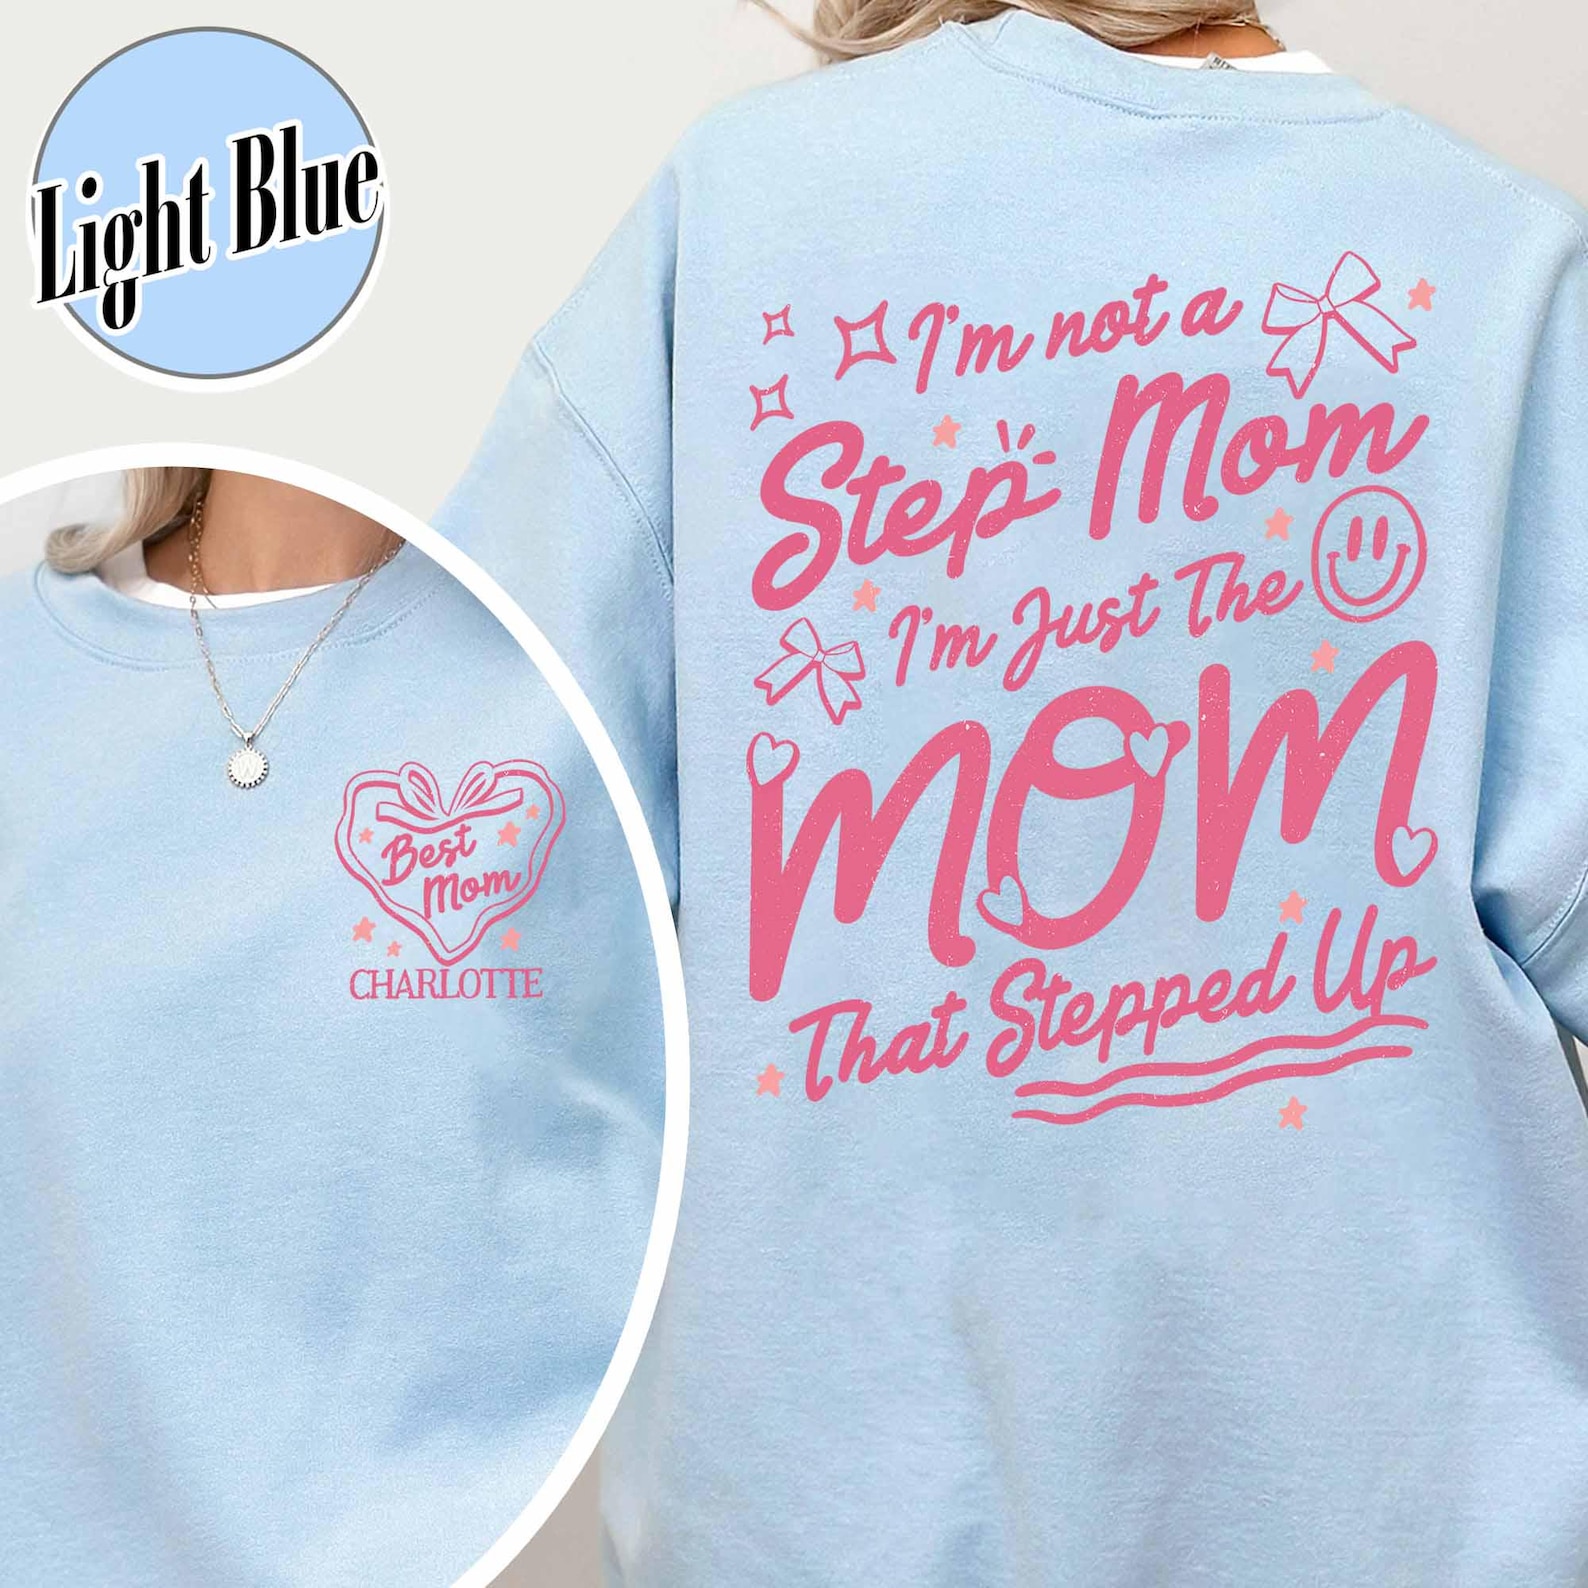 Light Blue
I'm not a
Step Mom
I'm Just The
MOM
That Stepped Up
Best
Mom
CHARLOTTE
W